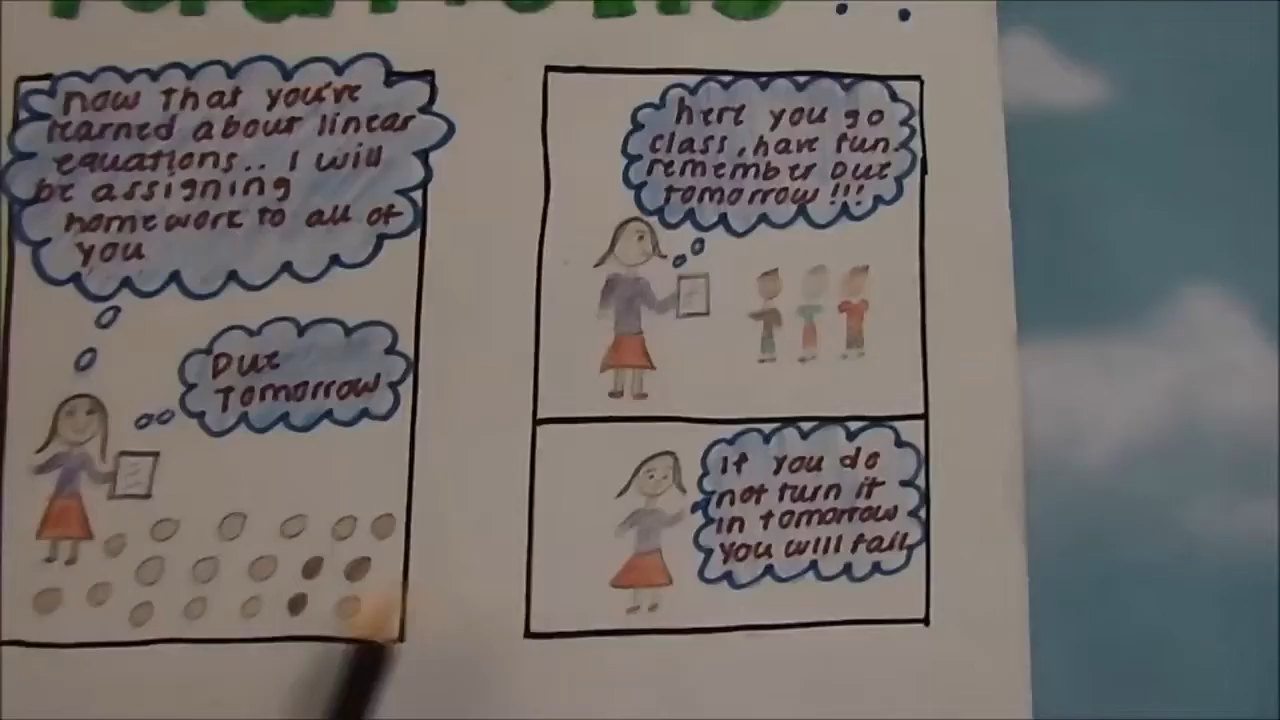 now that you've
learned about linear
equations.. I will
be assigning
homework to all of
you
Due
Tomorrow
here you go
class, have fun.
remember Due
tomorrow!!!
If you do
not turn it
in tomorrow
you will fail